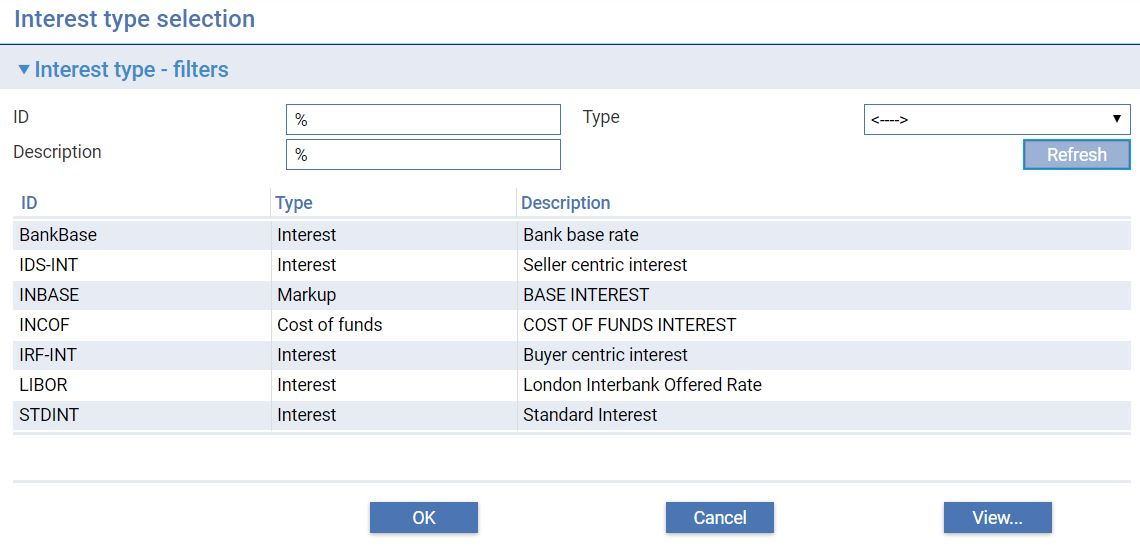 Interest type selection
Interest type - filters
ID % Type <---->
Description % Refresh
ID Type Description
BankBase Interest Bank base rate
IDS-INT Interest Seller centric interest
INBASE Markup BASE INTEREST
INCOF Cost of funds COST OF FUNDS INTEREST
IRF-INT Interest Buyer centric interest
LIBOR Interest London Interbank Offered Rate
STDINT Interest Standard Interest
OK Cancel View...